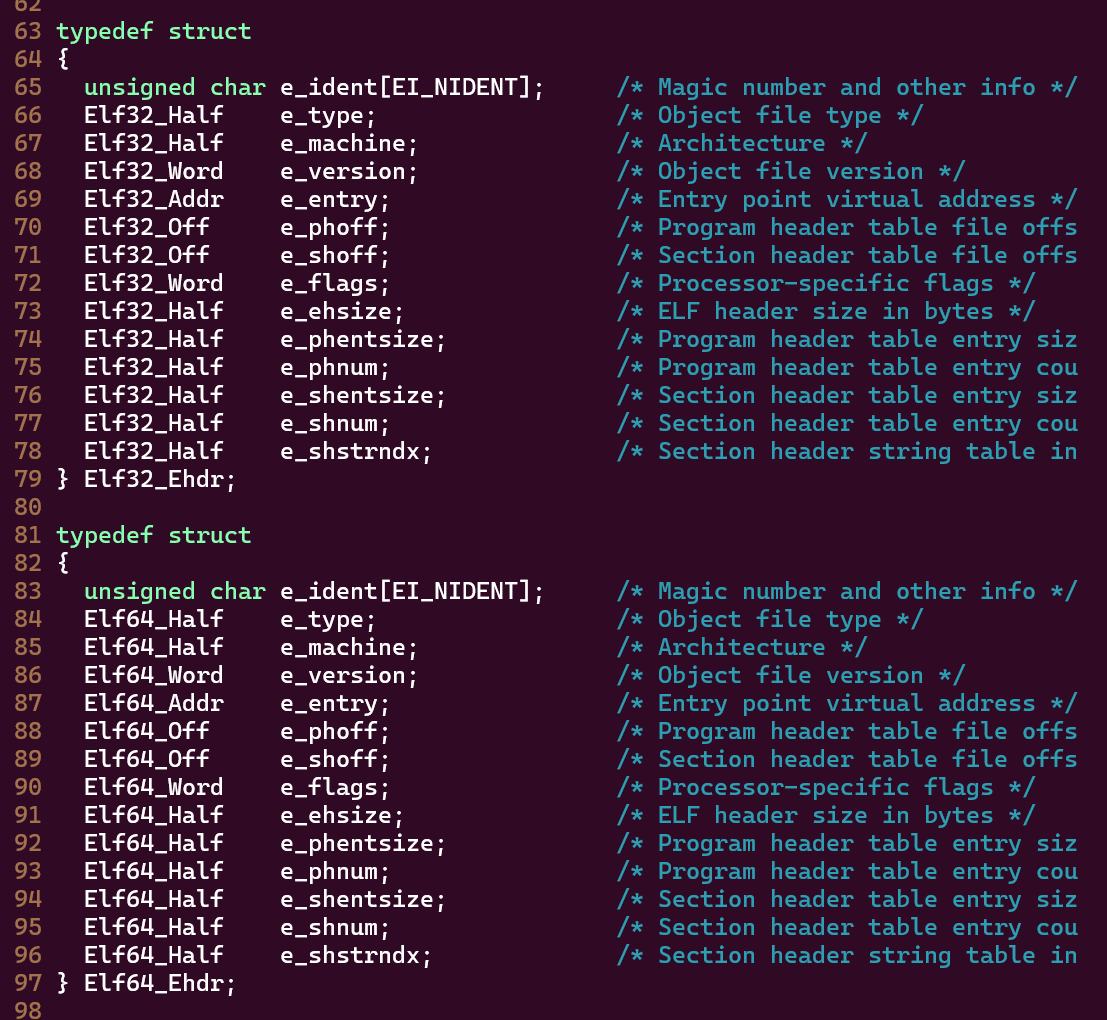 62
63 typedef struct
64 {
65   unsigned char e_ident[EI_NIDENT];     /* Magic number and other info */
66   Elf32_Half    e_type;                 /* Object file type */
67   Elf32_Half    e_machine;              /* Architecture */
68   Elf32_Word    e_version;              /* Object file version */
69   Elf32_Addr    e_entry;                /* Entry point virtual address */
70   Elf32_Off     e_phoff;                /* Program header table file offs
71   Elf32_Off     e_shoff;                /* Section header table file offs
72   Elf32_Word    e_flags;                /* Processor-specific flags */
73   Elf32_Half    e_ehsize;               /* ELF header size in bytes */
74   Elf32_Half    e_phentsize;            /* Program header table entry siz
75   Elf32_Half    e_phnum;                /* Program header table entry cou
76   Elf32_Half    e_shentsize;            /* Section header table entry siz
77   Elf32_Half    e_shnum;                /* Section header table entry cou
78   Elf32_Half    e_shstrndx;             /* Section header string table in
79 } Elf32_Ehdr;
80
81 typedef struct
82 {
83   unsigned char e_ident[EI_NIDENT];     /* Magic number and other info */
84   Elf64_Half    e_type;                 /* Object file type */
85   Elf64_Half    e_machine;              /* Architecture */
86   Elf64_Word    e_version;              /* Object file version */
87   Elf64_Addr    e_entry;                /* Entry point virtual address */
88   Elf64_Off     e_phoff;                /* Program header table file offs
89   Elf64_Off     e_shoff;                /* Section header table file offs
90   Elf64_Word    e_flags;                /* Processor-specific flags */
91   Elf64_Half    e_ehsize;               /* ELF header size in bytes */
92   Elf64_Half    e_phentsize;            /* Program header table entry siz
93   Elf64_Half    e_phnum;                /* Program header table entry cou
94   Elf64_Half    e_shentsize;            /* Section header table entry siz
95   Elf64_Half    e_shnum;                /* Section header table entry cou
96   Elf64_Half    e_shstrndx;             /* Section header string table in
97 } Elf64_Ehdr;
98